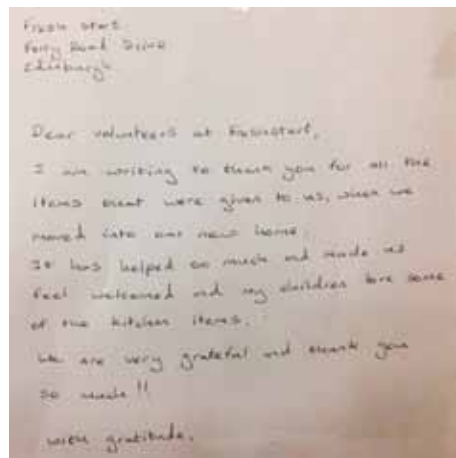 Fresh Start
Ferry Road Drive
Edinburgh
Dear volunteers at Freshstart,
I am writing to thank you for all the
items that were given to us, when we
moved into our new home.
It has helped so much and made us
feel welcomed and my children love some
of the kitchen items.
We are very grateful and thank you
so much!!
With gratitude,